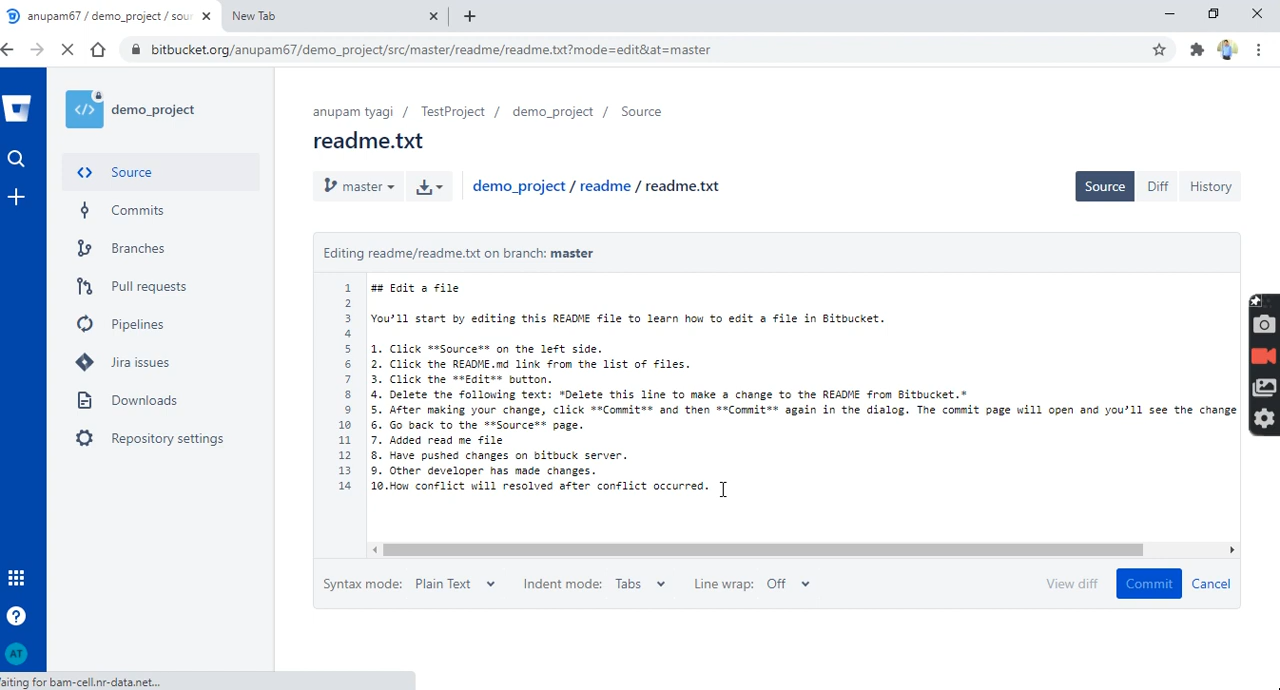 anupam67 / demo_project / sour
New Tab
bitbucket.org/anupam67/demo_project/src/master/readme/readme.txt?mode=edit&at=master
demo_project
Source
Commits
Branches
Pull requests
Pipelines
Jira issues
Downloads
Repository settings
AT
anupam tyagi / TestProject / demo_project / Source
readme.txt
master
demo_project / readme / readme.txt
Source Diff History
Editing readme/readme.txt on branch: master
1 ## Edit a file
2
3 You’ll start by editing this README file to learn how to edit a file in Bitbucket.
4
5 1. Click **Source** on the left side.
6 2. Click the README.md link from the list of files.
7 3. Click the **Edit** button.
8 4. Delete the following text: *Delete this line to make a change to the README from Bitbucket.*
9 5. After making your change, click **Commit** and then **Commit** again in the dialog. The commit page will open and you’ll see the change
10 6. Go back to the **Source** page.
11 7. Added read me file
12 8. Have pushed changes on bitbuck server.
13 9. Other developer has made changes.
14 10.How conflict will resolved after conflict occurred.
Syntax mode: Plain Text Indent mode: Tabs Line wrap: Off View diff Commit Cancel
aiting for bam-cell.nr-data.net...